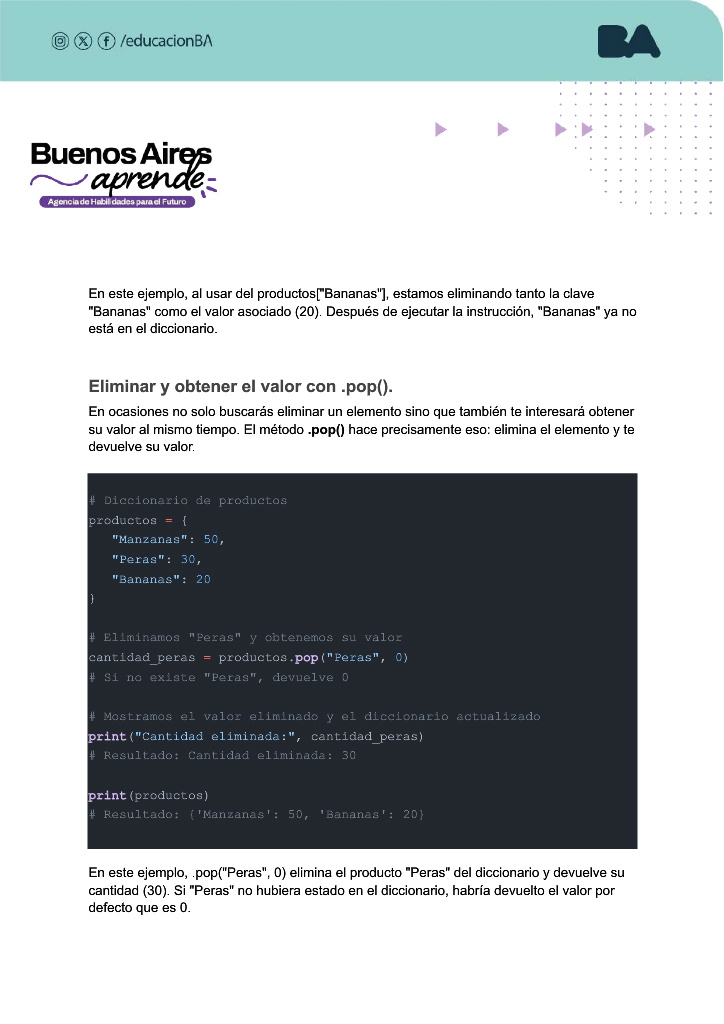 /educacionBA
BA
Buenos Aires
aprende
Agencia de Habilidades para el Futuro
En este ejemplo, al usar del productos["Bananas"], estamos eliminando tanto la clave
"Bananas" como el valor asociado (20). Después de ejecutar la instrucción, "Bananas" ya no
está en el diccionario.
Eliminar y obtener el valor con .pop().
En ocasiones no solo buscarás eliminar un elemento sino que también te interesará obtener
su valor al mismo tiempo. El método .pop() hace precisamente eso: elimina el elemento y te
devuelve su valor.
# Diccionario de productos
productos = {
   "Manzanas": 50,
   "Peras": 30,
   "Bananas": 20
}
# Eliminamos "Peras" y obtenemos su valor
cantidad_peras = productos.pop("Peras", 0)
# Si no existe "Peras", devuelve 0
# Mostramos el valor eliminado y el diccionario actualizado
print("Cantidad eliminada:", cantidad_peras)
# Resultado: Cantidad eliminada: 30
print(productos)
# Resultado: {'Manzanas': 50, 'Bananas': 20}
En este ejemplo, .pop("Peras", 0) elimina el producto "Peras" del diccionario y devuelve su
cantidad (30). Si "Peras" no hubiera estado en el diccionario, habría devuelto el valor por
defecto que es 0.